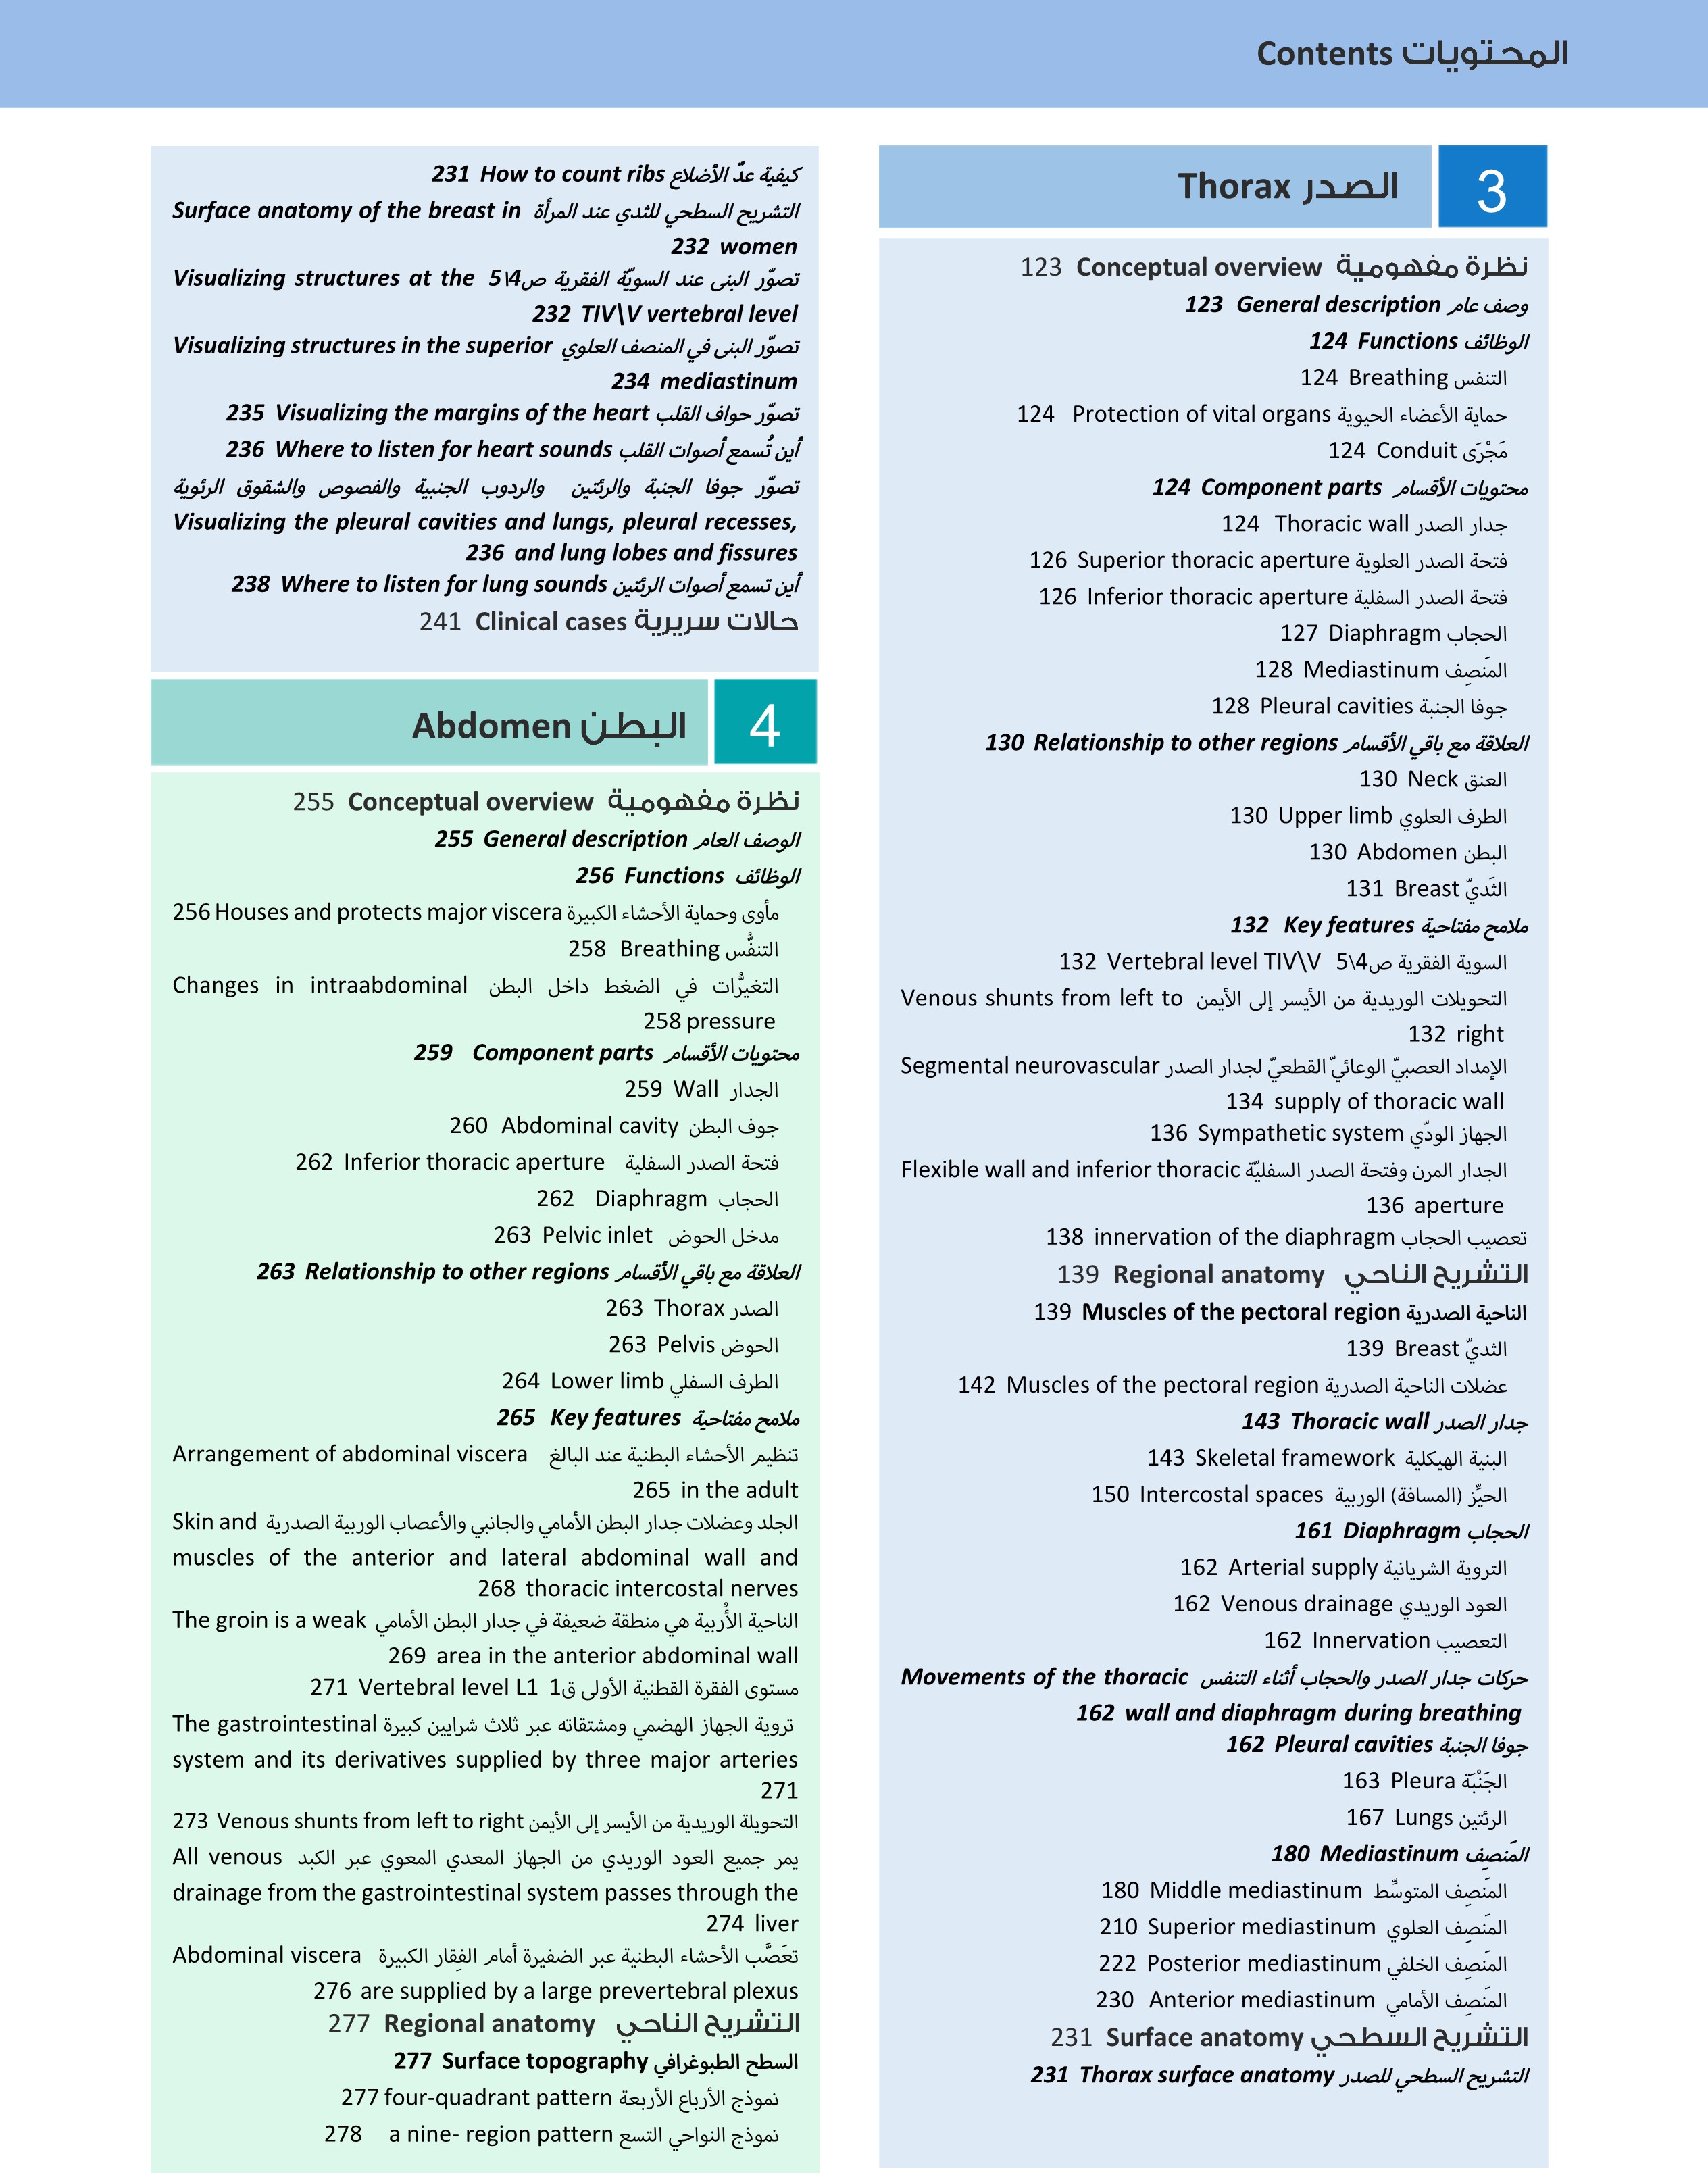 المحتويات Contents
3
الصدر Thorax
نظرة مفهومية Conceptual overview 123
وصف عام General description 123
الوظائف Functions 124
التنفس Breathing 124
حماية الأعضاء الحيوية Protection of vital organs 124
مَجْرَى Conduit 124
محتويات الأقسام Component parts 124
جدار الصدر Thoracic wall 124
فتحة الصدر العلوية Superior thoracic aperture 126
فتحة الصدر السفلية Inferior thoracic aperture 126
الحجاب Diaphragm 127
المَنصِف Mediastinum 128
جوفا الجنبة Pleural cavities 128
العلاقة مع باقي الأقسام Relationship to other regions 130
العنق Neck 130
الطرف العلوي Upper limb 130
البطن Abdomen 130
الثَديّ Breast 131
ملامح مفتاحية Key features 132
السوية الفقرية ص4\5 Vertebral level TIV\V 132
التحويلات الوريدية من الأيسر إلى الأيمن Venous shunts from left to
right 132
الإمداد العصبيّ الوعائيّ القطعيّ لجدار الصدر Segmental neurovascular
supply of thoracic wall 134
الجهاز الودّي Sympathetic system 136
الجدار المرن وفتحة الصدر السفليّة Flexible wall and inferior thoracic
aperture 136
تعصيب الحجاب innervation of the diaphragm 138
التشريح الناحي Regional anatomy 139
الناحية الصدرية Muscles of the pectoral region 139
الثديّ Breast 139
عضلات الناحية الصدرية Muscles of the pectoral region 142
جدار الصدر Thoracic wall 143
البنية الهيكلية Skeletal framework 143
الحيِّز (المسافة) الوربية Intercostal spaces 150
الحجاب Diaphragm 161
التروية الشريانية Arterial supply 162
العود الوريدي Venous drainage 162
التعصيب Innervation 162
حركات جدار الصدر والحجاب أثناء التنفس Movements of the thoracic
wall and diaphragm during breathing 162
جوفا الجنبة Pleural cavities 162
الجَنْبَة Pleura 163
الرئتين Lungs 167
المَنصِف Mediastinum 180
المَنصِف المتوسِّط Middle mediastinum 180
المَنصِف العلوي Superior mediastinum 210
المَنصِف الخلفي Posterior mediastinum 222
المَنصِف الأمامي Anterior mediastinum 230
التشريح السطحي Surface anatomy 231
التشريح السطحي للصدر Thorax surface anatomy 231
كيفية عدّ الأضلاع How to count ribs 231
التشريح السطحي للثدي عند المرأة Surface anatomy of the breast in
women 232
تصوّر البنى عند السويّة الفقرية ص4\5 Visualizing structures at the
TIV\V vertebral level 232
تصوّر البنى في المنصف العلوي Visualizing structures in the superior
mediastinum 234
تصوّر حواف القلب Visualizing the margins of the heart 235
أين تُسمع أصوات القلب Where to listen for heart sounds 236
تصوّر جوفا الجنبة والرئتين والردوب الجنبية والفصوص والشقوق الرئوية
Visualizing the pleural cavities and lungs, pleural recesses,
and lung lobes and fissures 236
أين تسمع أصوات الرئتين Where to listen for lung sounds 238
حالات سريرية Clinical cases 241
4
البطن Abdomen
نظرة مفهومية Conceptual overview 255
الوصف العام General description 255
الوظائف Functions 256
مأوى وحماية الأحشاء الكبيرة Houses and protects major viscera 256
التنفُّس Breathing 258
التغيرُّات في الضغط داخل البطن Changes in intraabdominal
pressure 258
محتويات الأقسام Component parts 259
الجدار Wall 259
جوف البطن Abdominal cavity 260
فتحة الصدر السفلية Inferior thoracic aperture 262
الحجاب Diaphragm 262
مدخل الحوض Pelvic inlet 263
العلاقة مع باقي الأقسام Relationship to other regions 263
الصدر Thorax 263
الحوض Pelvis 263
الطرف السفلي Lower limb 264
ملامح مفتاحية Key features 265
تنظيم الأحشاء البطنية عند البالغ Arrangement of abdominal viscera
in the adult 265
الجلد وعضلات جدار البطن الأمامي والجانبي والأعصاب الوربية الصدرية Skin and
muscles of the anterior and lateral abdominal wall and
thoracic intercostal nerves 268
الناحية الأُربية هي منطقة ضعيفة في جدار البطن الأمامي The groin is a weak
area in the anterior abdominal wall 269
مستوى الفقرة القطنية الأولى ق1 Vertebral level L1 271
تروية الجهاز الهضمي ومشتقاته عبر ثلاث شرايين كبيرة The gastrointestinal
system and its derivatives supplied by three major arteries
271
التحويلة الوريدية من الأيسر إلى الأيمن Venous shunts from left to right 273
يمر جميع العود الوريدي من الجهاز المعدي المعوي عبر الكبد All venous
drainage from the gastrointestinal system passes through the
liver 274
تعَصَّب الأحشاء البطنية عبر الضفيرة أمام الفِقار الكبيرة Abdominal viscera
are supplied by a large prevertebral plexus 276
التشريح الناحي Regional anatomy 277
السطح الطبوغرافي Surface topography 277
نموذج الأرباع الأربعة four-quadrant pattern 277
نموذج النواحي التسع a nine- region pattern 278